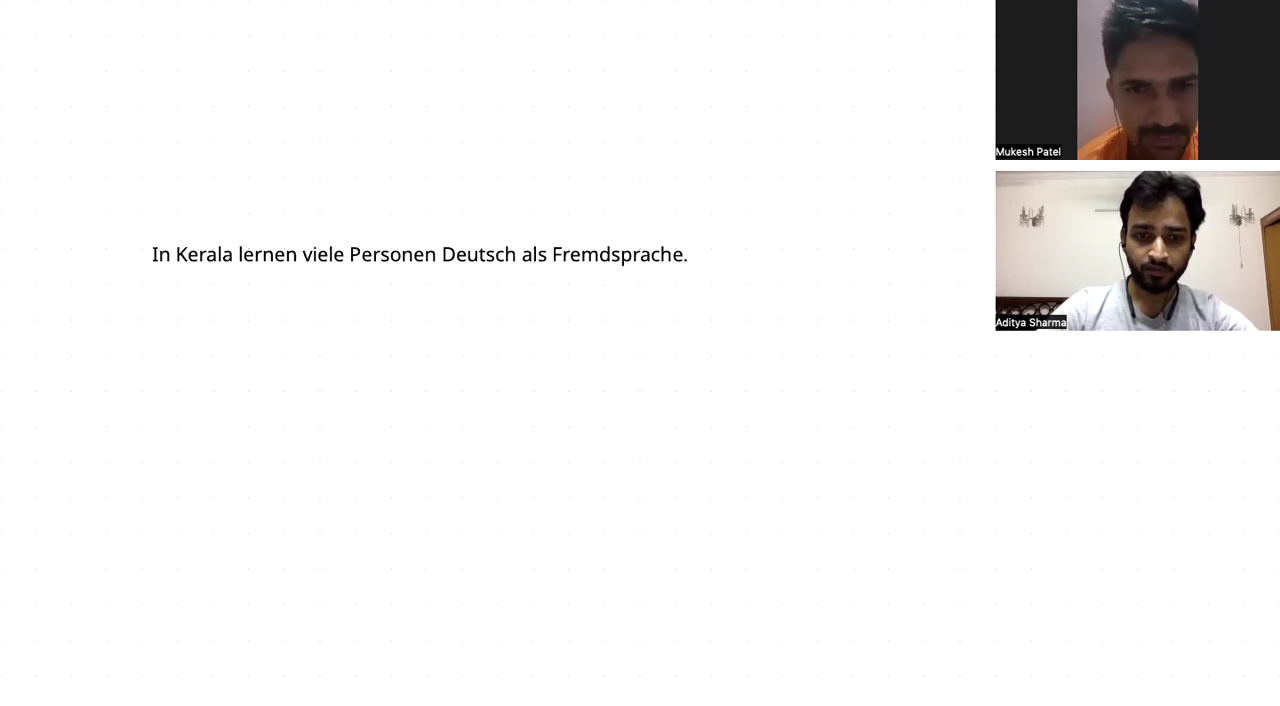 In Kerala lernen viele Personen Deutsch als Fremdsprache.
Mukesh Patel
Aditya Sharma